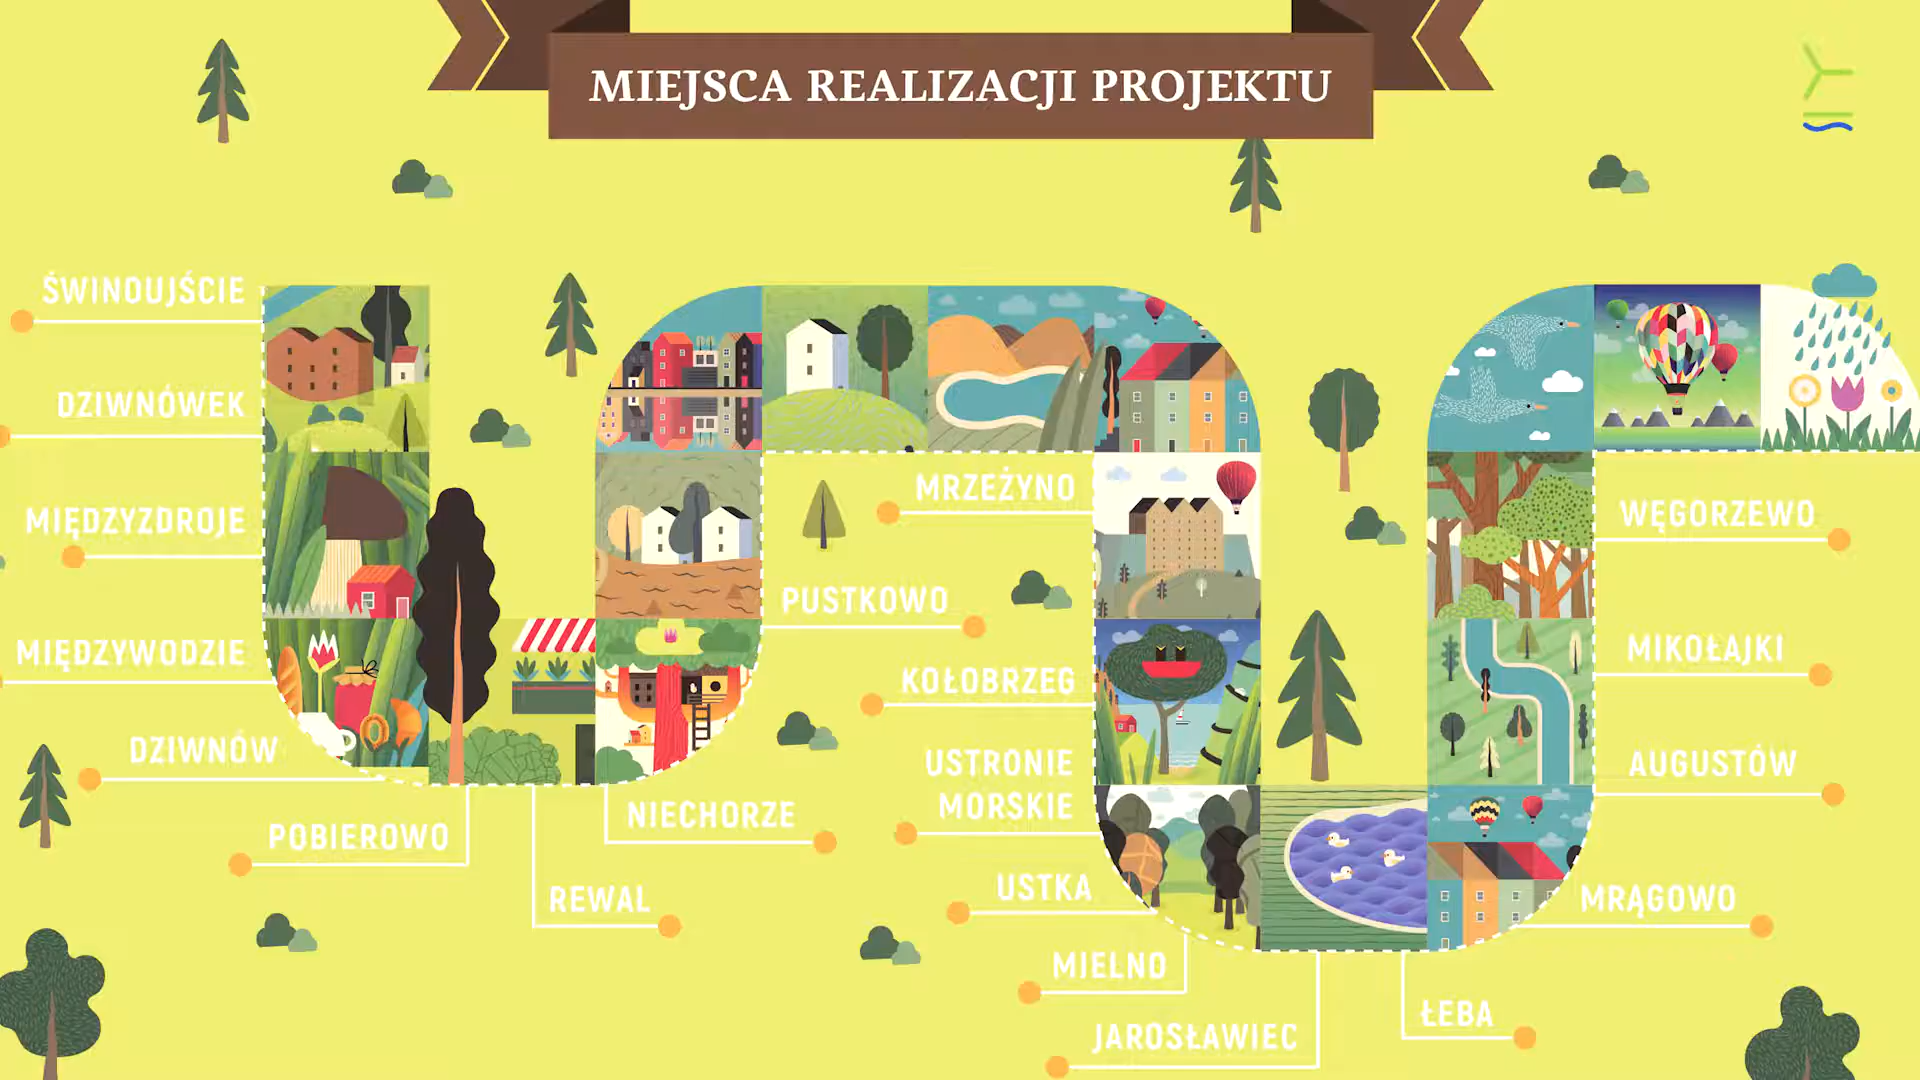 MIEJSCA REALIZACJI PROJEKTU
ŚWINOUJŚCIE
DZIWNÓWEK
MIĘDZYZDROJE
MIĘDZYWODZIE
DZIWNÓW
POBIEROWO
REWAL
NIECHORZE
PUSTKOWO
MRZEŻYNO
KOŁOBRZEG
USTRONIE
MORSKIE
USTKA
MIELNO
JAROSŁAWIEC
ŁEBA
MRĄGOWO
AUGUSTÓW
MIKOŁAJKI
WĘGORZEWO